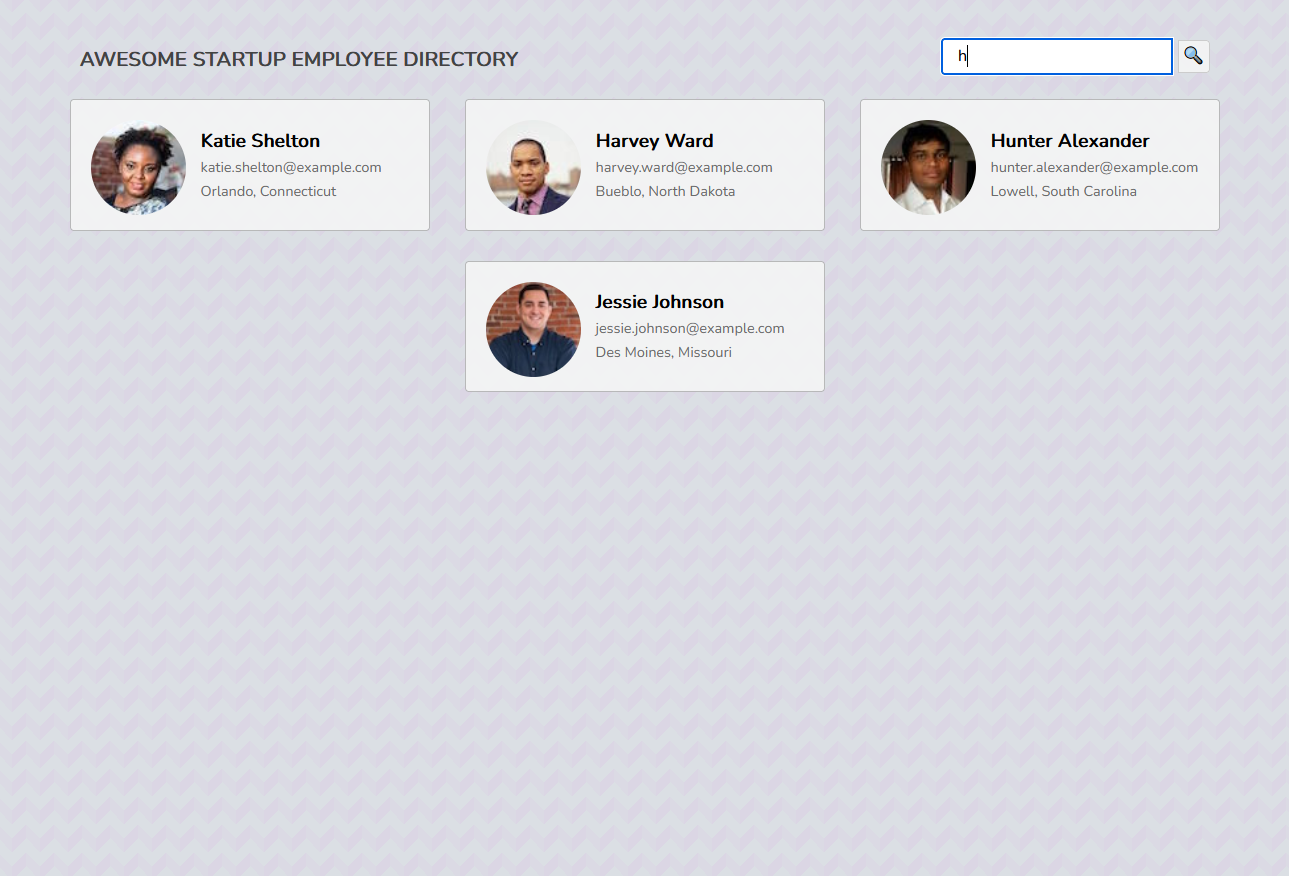 AWESOME STARTUP EMPLOYEE DIRECTORY
h
Katie Shelton
katie.shelton@example.com
Orlando, Connecticut
Harvey Ward
harvey.ward@example.com
Bueblo, North Dakota
Hunter Alexander
hunter.alexander@example.com
Lowell, South Carolina
Jessie Johnson
jessie.johnson@example.com
Des Moines, Missouri